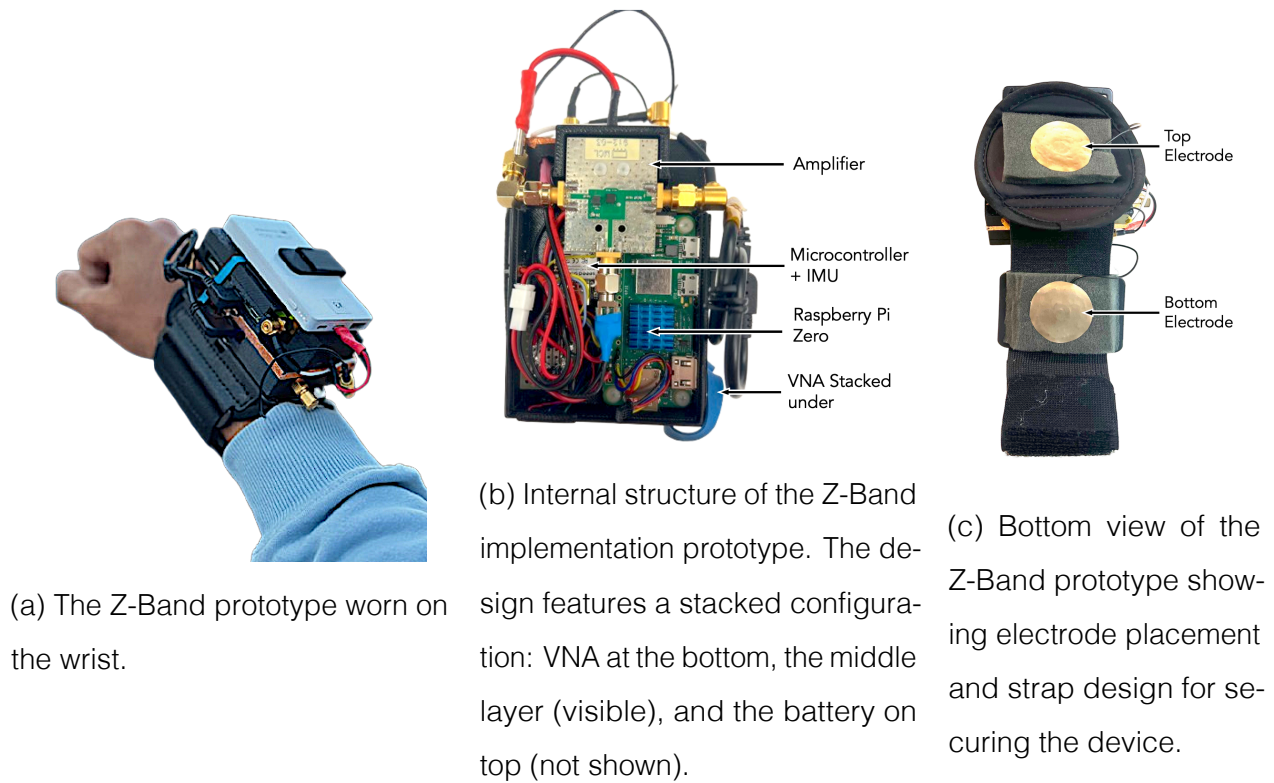 Amplifier
Microcontroller
+ IMU
Raspberry Pi
Zero
VNA Stacked
under
Top
Electrode
Bottom
Electrode
(a) The Z-Band prototype worn on
the wrist.
(b) Internal structure of the Z-Band
implementation prototype. The de-
sign features a stacked configura-
tion: VNA at the bottom, the middle
layer (visible), and the battery on
top (not shown).
(c) Bottom view of the
Z-Band prototype show-
ing electrode placement
and strap design for se-
curing the device.